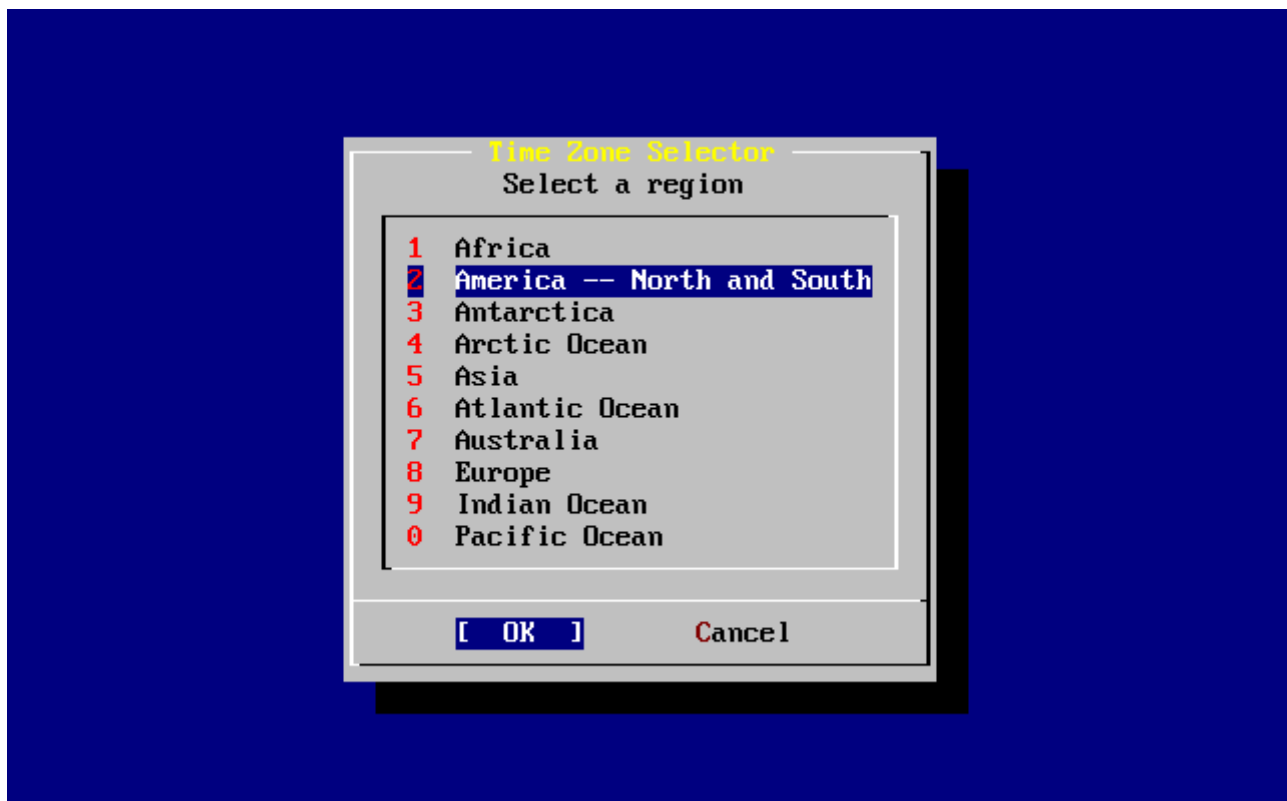 Time Zone Selector
Select a region
1 Africa
2 America -- North and South
3 Antarctica
4 Arctic Ocean
5 Asia
6 Atlantic Ocean
7 Australia
8 Europe
9 Indian Ocean
0 Pacific Ocean
[ OK ] Cancel